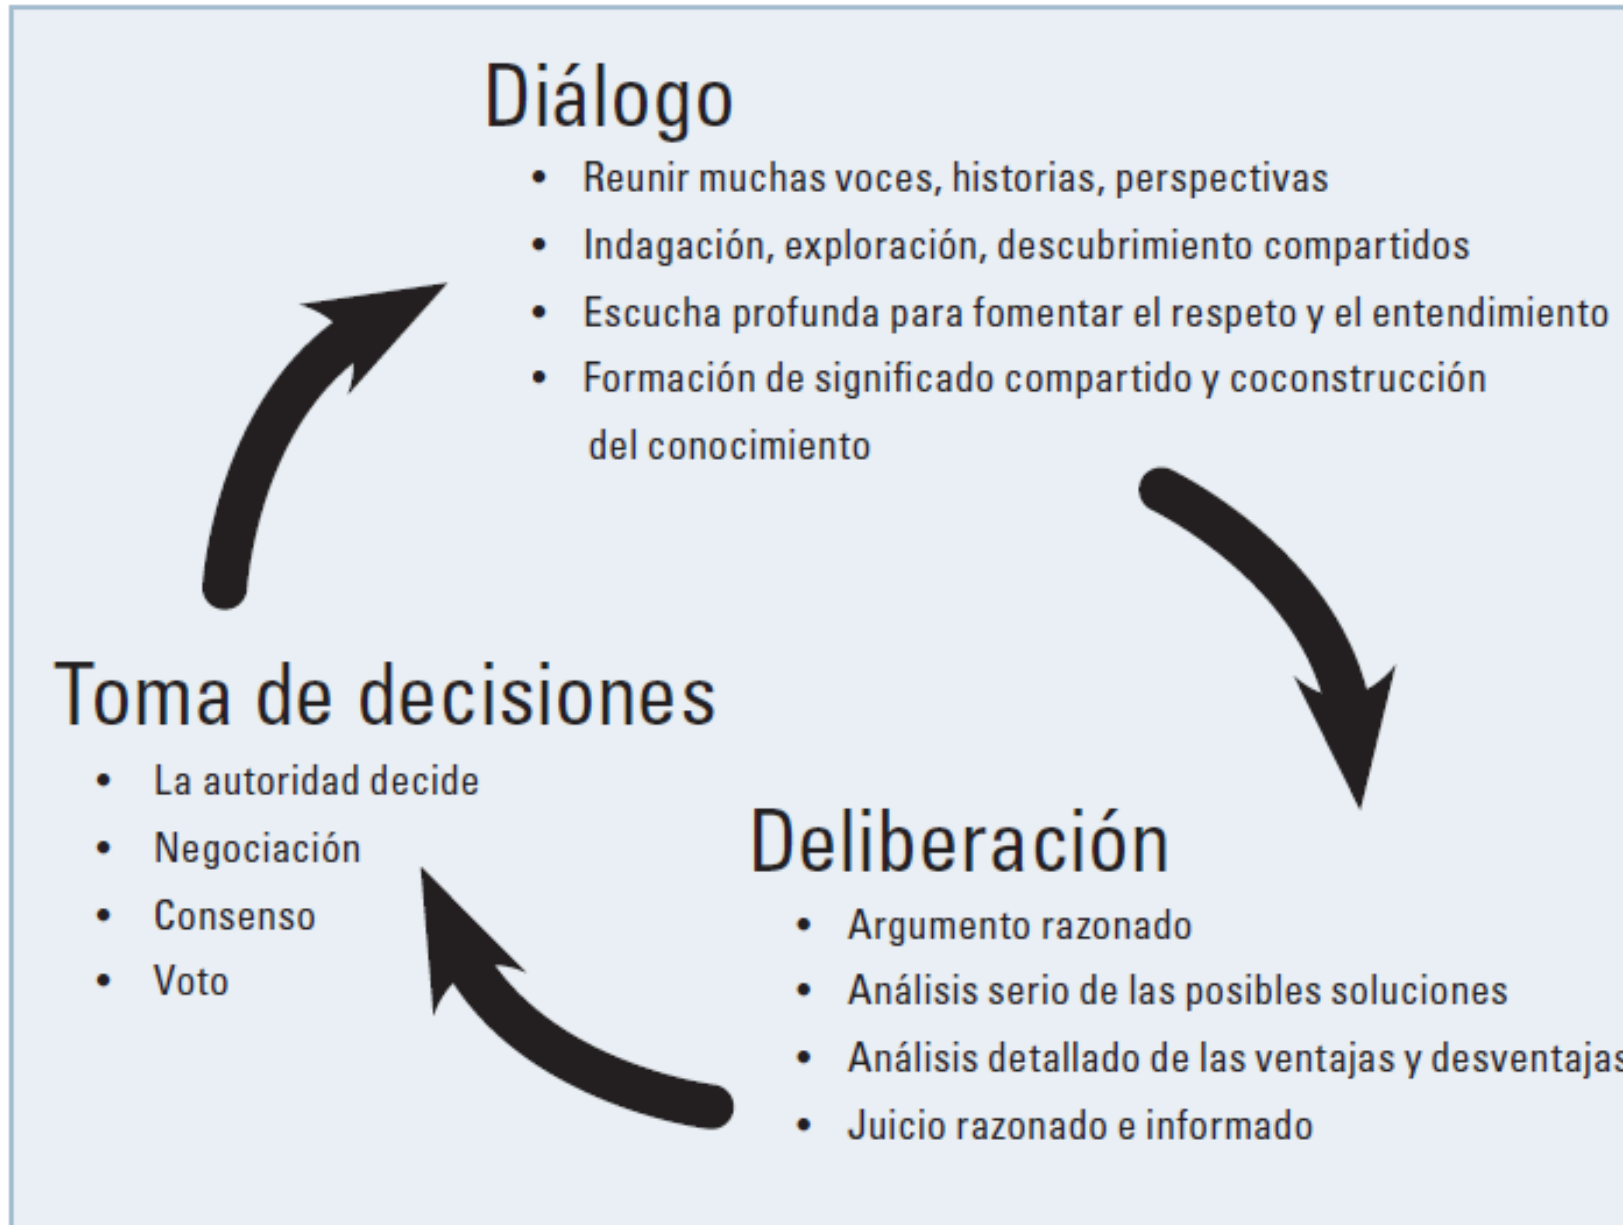 Diálogo
• Reunir muchas voces, historias, perspectivas
• Indagación, exploración, descubrimiento compartidos
• Escucha profunda para fomentar el respeto y el entendimiento
• Formación de significado compartido y coconstrucción
del conocimiento
Toma de decisiones
• La autoridad decide
• Negociación
• Consenso
• Voto
Deliberación
• Argumento razonado
• Análisis serio de las posibles soluciones
• Análisis detallado de las ventajas y desventajas
• Juicio razonado e informado